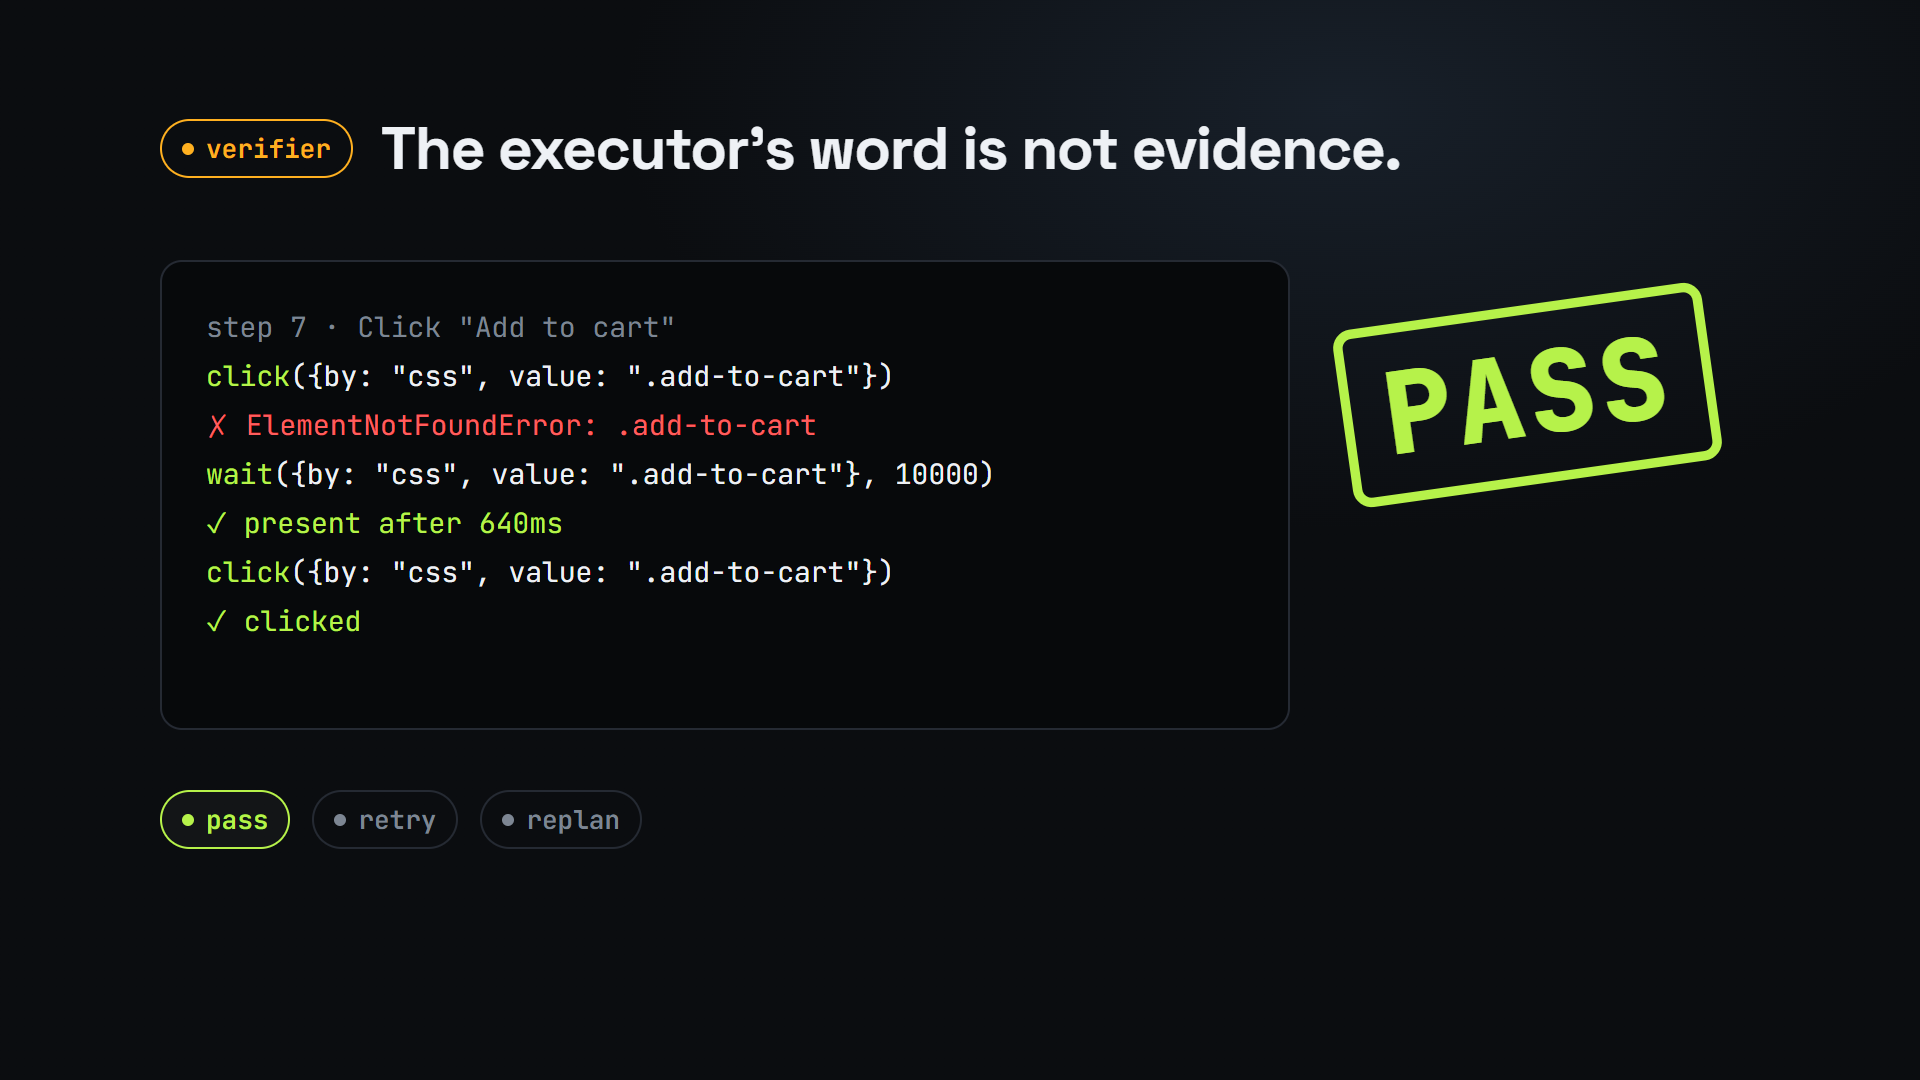 verifier
The executor’s word is not evidence.
step 7 · Click "Add to cart"
click({by: "css", value: ".add-to-cart"})
✗ ElementNotFoundError: .add-to-cart
wait({by: "css", value: ".add-to-cart"}, 10000)
✓ present after 640ms
click({by: "css", value: ".add-to-cart"})
✓ clicked
PASS
pass
retry
replan